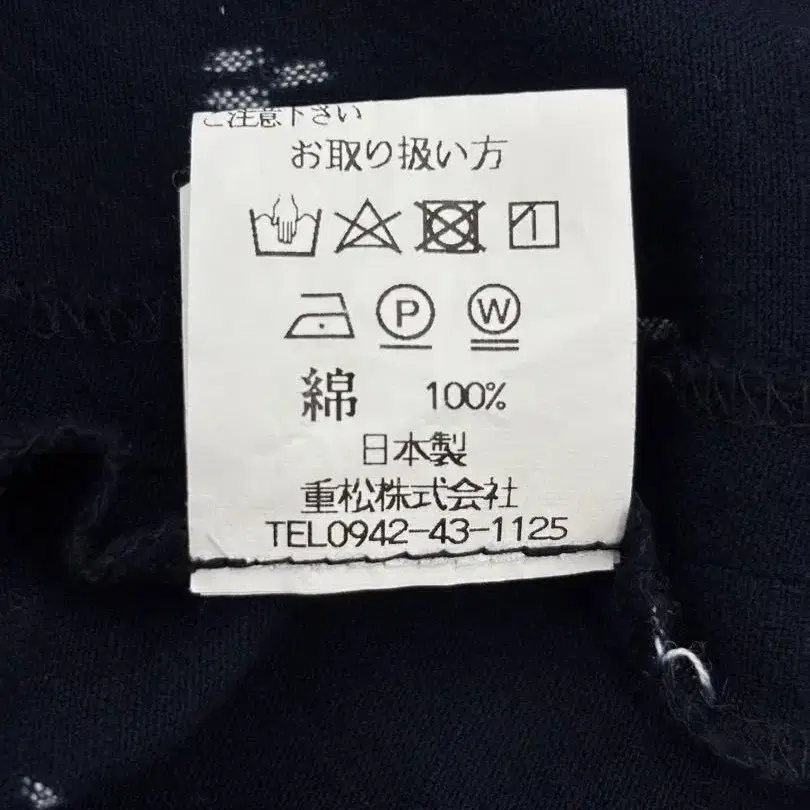 ご注意下さい
お取り扱い方
P W
綿 100%
日本製
重松株式会社
TEL0942-43-1125